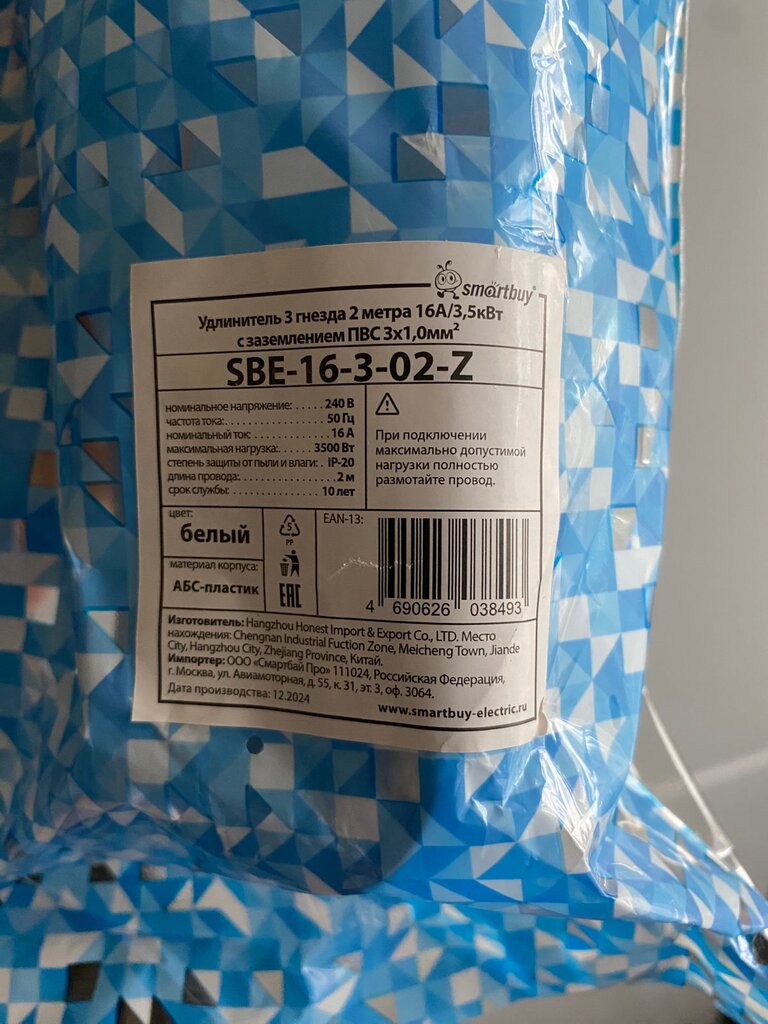 smartbuy
Удлинитель 3 гнезда 2 метра 16А/3,5кВт
с заземлением ПВС 3х1,0мм²
SBE-16-3-02-Z
номинальное напряжение: ...... 240 В
частота тока: .................. 50 Гц
номинальный ток: ............. 16 А
максимальная нагрузка: ...... 3500 Вт
степень защиты от пыли и влаги: .. IP-20
длина провода: ................ 2 м
срок службы: ................ 10 лет
При подключении
максимально допустимой
нагрузки полностью
размотайте провод.
цвет:
белый
материал корпуса:
АБС-пластик
5
PP
EAC
EAN-13:
4 690626 038493
Изготовитель: Hangzhou Honest Import & Export Co., LTD. Место
нахождения: Chengnan Industrial Fuction Zone, Meicheng Town, Jiande
City, Hangzhou City, Zhejiang Province, Китай.
Импортер: ООО «Смартбай Про» 111024, Российская Федерация,
г. Москва, ул. Авиамоторная, д. 55, к. 31, эт. 3, оф. 3064.
Дата производства: 12.2024
www.smartbuy-electric.ru